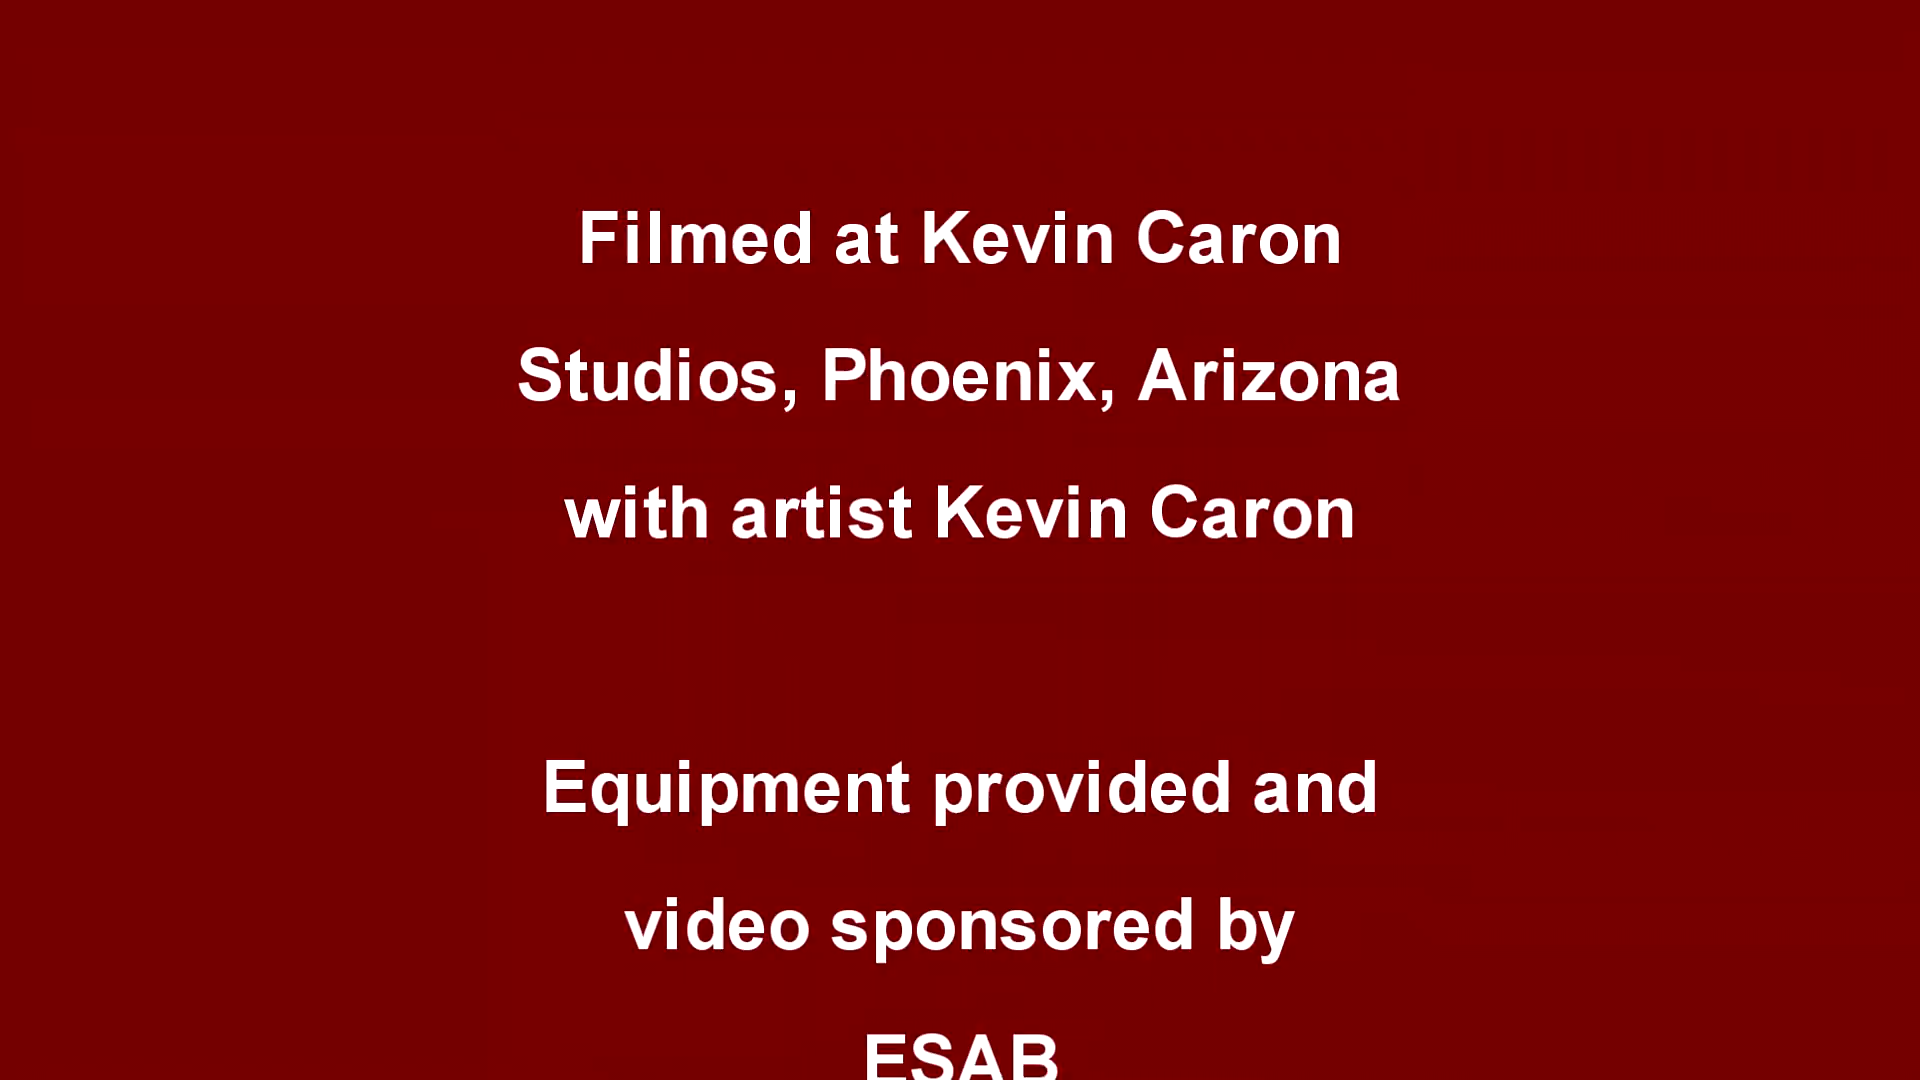 Filmed at Kevin Caron
Studios, Phoenix, Arizona
with artist Kevin Caron
Equipment provided and
video sponsored by
ESAB